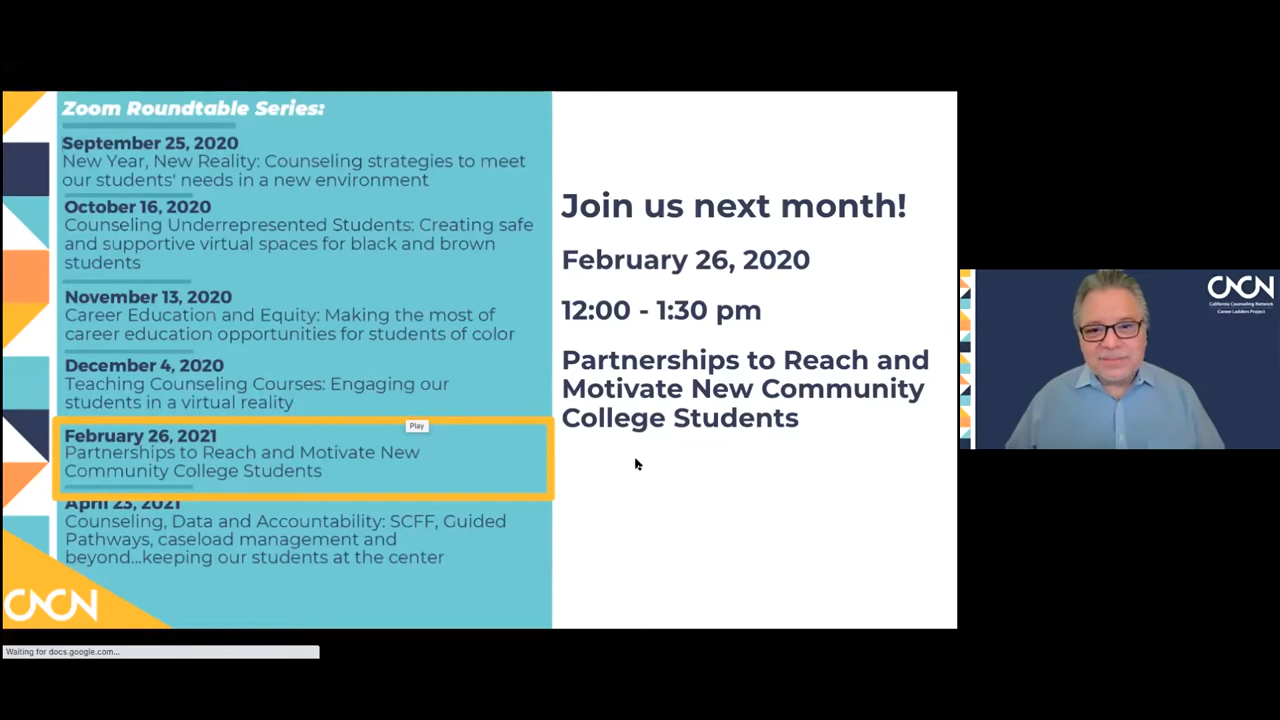 Zoom Roundtable Series:
September 25, 2020
New Year, New Reality: Counseling strategies to meet
our students' needs in a new environment
October 16, 2020
Counseling Underrepresented Students: Creating safe
and supportive virtual spaces for black and brown
students
November 13, 2020
Career Education and Equity: Making the most of
career education opportunities for students of color
December 4, 2020
Teaching Counseling Courses: Engaging our
students in a virtual reality
Play
February 26, 2021
Partnerships to Reach and Motivate New
Community College Students
April 23, 2021
Counseling, Data and Accountability: SCFF, Guided
Pathways, caseload management and
beyond...keeping our students at the center
CNCN
Join us next month!
February 26, 2020
12:00 - 1:30 pm
Partnerships to Reach and
Motivate New Community
College Students
CNCN
California Counseling Network
Career Ladders Project
Waiting for docs.google.com...